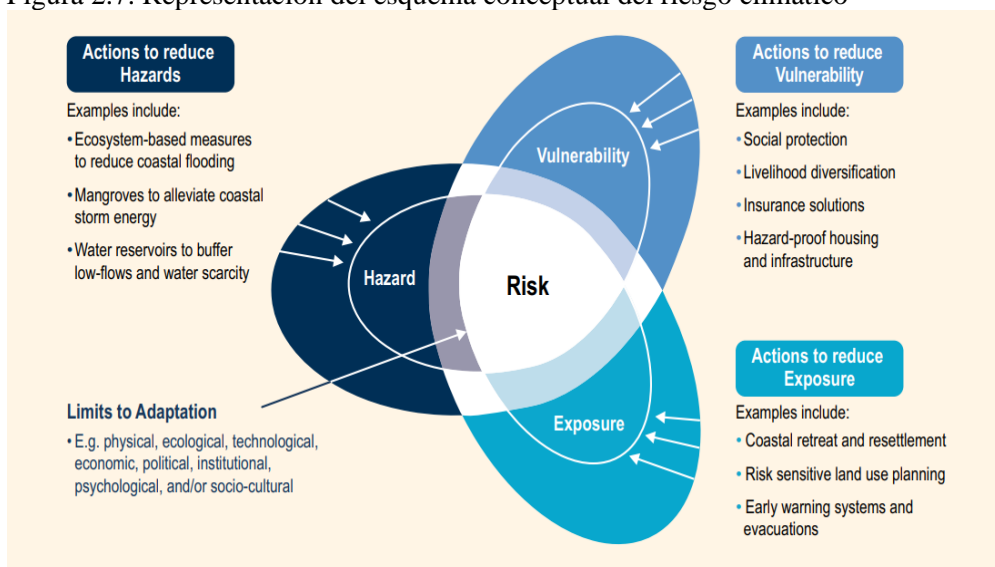 Figura 2.7. Representación del esquema conceptual del riesgo climático
Actions to reduce
Hazards
Examples include:
• Ecosystem-based measures
to reduce coastal flooding
• Mangroves to alleviate coastal
storm energy
• Water reservoirs to buffer
low-flows and water scarcity
Limits to Adaptation
• E.g. physical, ecological, technological,
economic, political, institutional,
psychological, and/or socio-cultural
Vulnerability
Hazard
Risk
Exposure
Actions to reduce
Vulnerability
Examples include:
• Social protection
• Livelihood diversification
• Insurance solutions
• Hazard-proof housing
and infrastructure
Actions to reduce
Exposure
Examples include:
• Coastal retreat and resettlement
• Risk sensitive land use planning
• Early warning systems and
evacuations